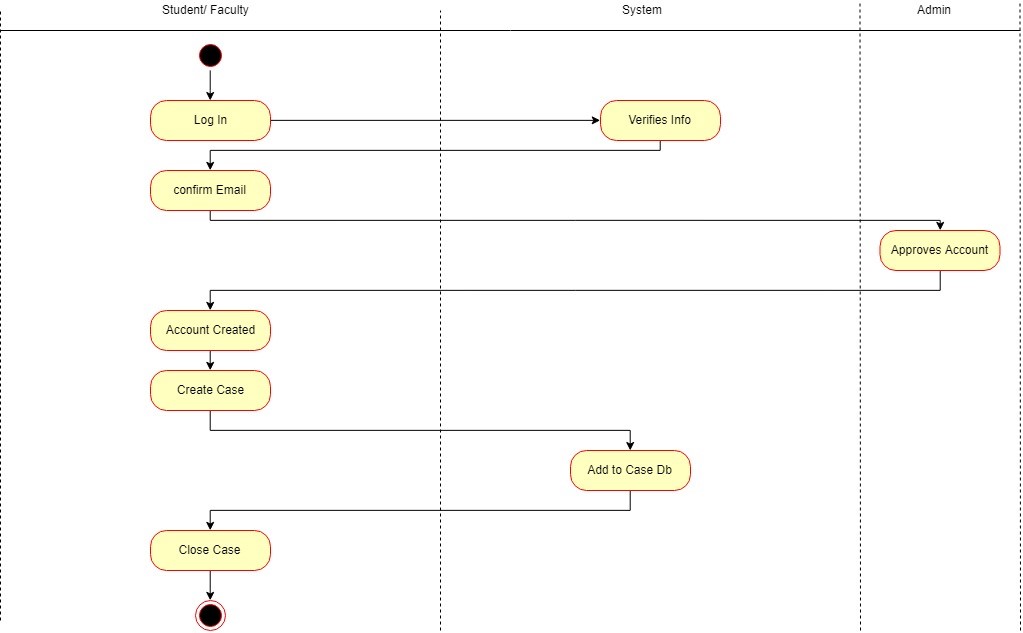 Student/ Faculty
System
Admin
Log In
Verifies Info
confirm Email
Approves Account
Account Created
Create Case
Add to Case Db
Close Case